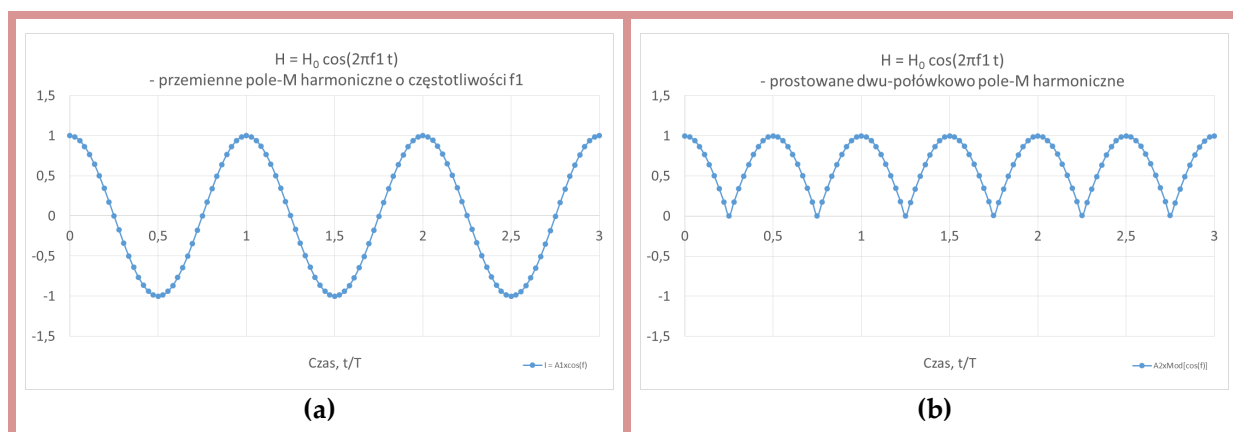 H = H₀ cos(2πf1 t)
- przemienne pole-M harmoniczne o częstotliwości f1
1,5
1
0,5
0
-0,5
-1
-1,5
0 0,5 1 1,5 2 2,5 3
Czas, t/T
I = A1xcos(f)
(a)
H = H₀ cos(2πf1 t)
- prostowane dwu-połówkowo pole-M harmoniczne
1,5
1
0,5
0
-0,5
-1
-1,5
0 0,5 1 1,5 2 2,5 3
Czas, t/T
A2xMod[cos(f)]
(b)